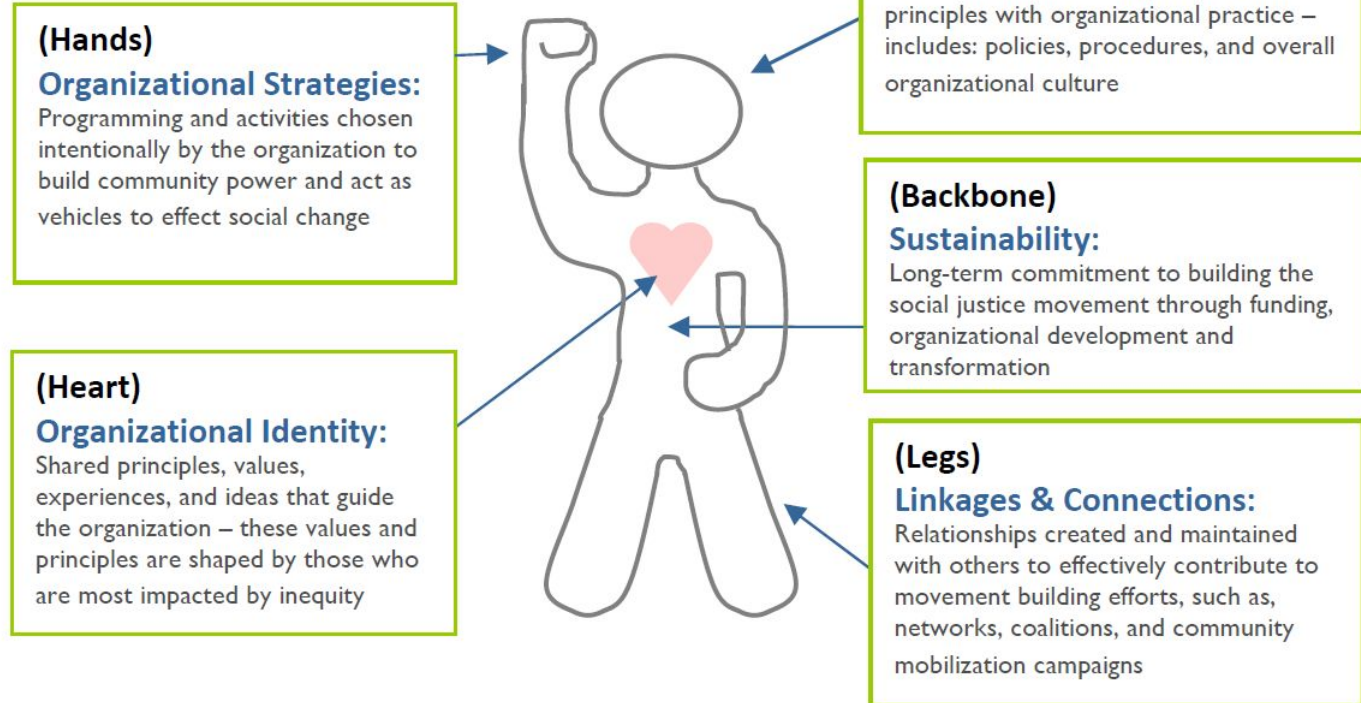 (Hands)
Organizational Strategies:
Programming and activities chosen
intentionally by the organization to
build community power and act as
vehicles to effect social change
principles with organizational practice –
includes: policies, procedures, and overall
organizational culture
(Backbone)
Sustainability:
Long-term commitment to building the
social justice movement through funding,
organizational development and
transformation
(Heart)
Organizational Identity:
Shared principles, values,
experiences, and ideas that guide
the organization – these values and
principles are shaped by those who
are most impacted by inequity
(Legs)
Linkages & Connections:
Relationships created and maintained
with others to effectively contribute to
movement building efforts, such as,
networks, coalitions, and community
mobilization campaigns